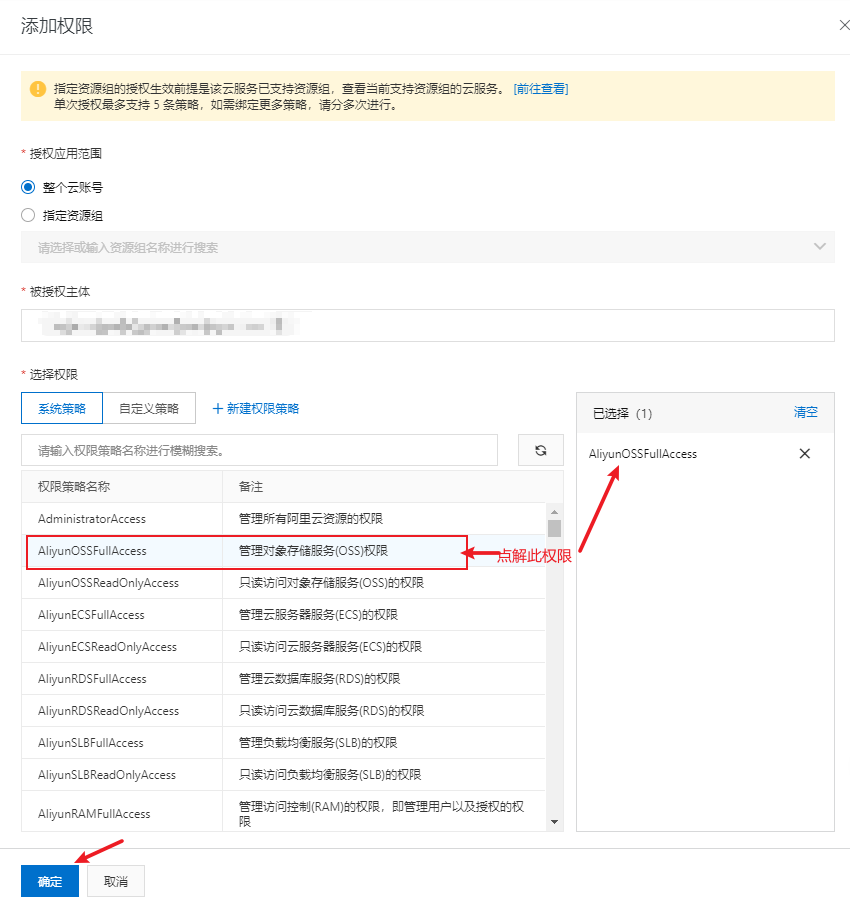 添加权限
指定资源组的授权生效前提是该云服务已支持资源组，查看当前支持资源组的云服务。 [前往查看]
单次授权最多支持 5 条策略，如需绑定更多策略，请分多次进行。
* 授权应用范围
整个云账号
指定资源组
请选择或输入资源组名称进行搜索
* 被授权主体
* 选择权限
系统策略 自定义策略 + 新建权限策略
已选择（1） 清空
请输入权限策略名称进行模糊搜索。
AliyunOSSFullAccess
权限策略名称 备注
AdministratorAccess 管理所有阿里云资源的权限
AliyunOSSFullAccess 管理对象存储服务(OSS)权限
点解此权限
AliyunOSSReadOnlyAccess 只读访问对象存储服务(OSS)的权限
AliyunECSFullAccess 管理云服务器服务(ECS)的权限
AliyunECSReadOnlyAccess 只读访问云服务器服务(ECS)的权限
AliyunRDSFullAccess 管理云数据库服务(RDS)的权限
AliyunRDSReadOnlyAccess 只读访问云数据库服务(RDS)的权限
AliyunSLBFullAccess 管理负载均衡服务(SLB)的权限
AliyunSLBReadOnlyAccess 只读访问负载均衡服务(SLB)的权限
AliyunRAMFullAccess 管理访问控制(RAM)的权限，即管理用户以及授权的权
限
确定 取消